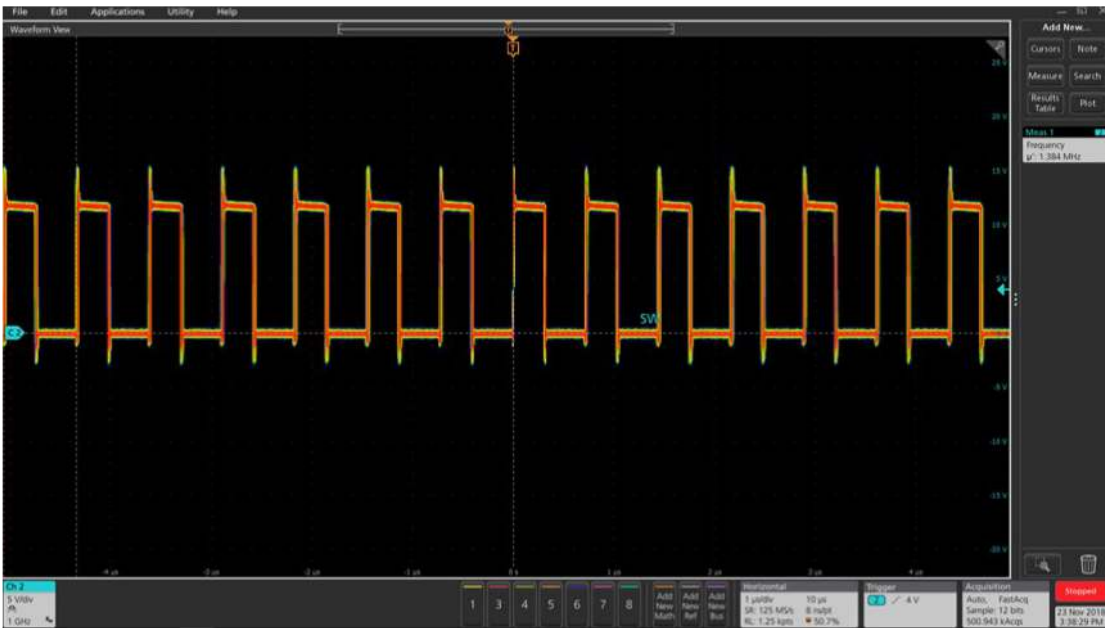 File Edit Applications Utility Help
Waveform View
Add New...
Cursors Note
Measure Search
Results Table Plot
Meas 1
Frequency
µ': 1.384 MHz
25 V
20 V
15 V
10 V
5 V
-5 V
-10 V
-15 V
-20 V
SW
C 2
-4 µs -3 µs -2 µs -1 µs 0 s 1 µs 2 µs 3 µs 4 µs
Ch 2
5 V/div
1 GHz
1 3 4 5 6 7 8
Add New Math
Add New Ref
Add New Bus
Horizontal
1 µs/div 10 µs
SR: 125 MS/s 8 ns/pt
RL: 1.25 kpts 50.7%
Trigger
4 V
Acquisition
Auto, FastAcq
Sample: 12 bits
500.943 kAcqs
Stopped
23 Nov 2018
3:38:29 PM